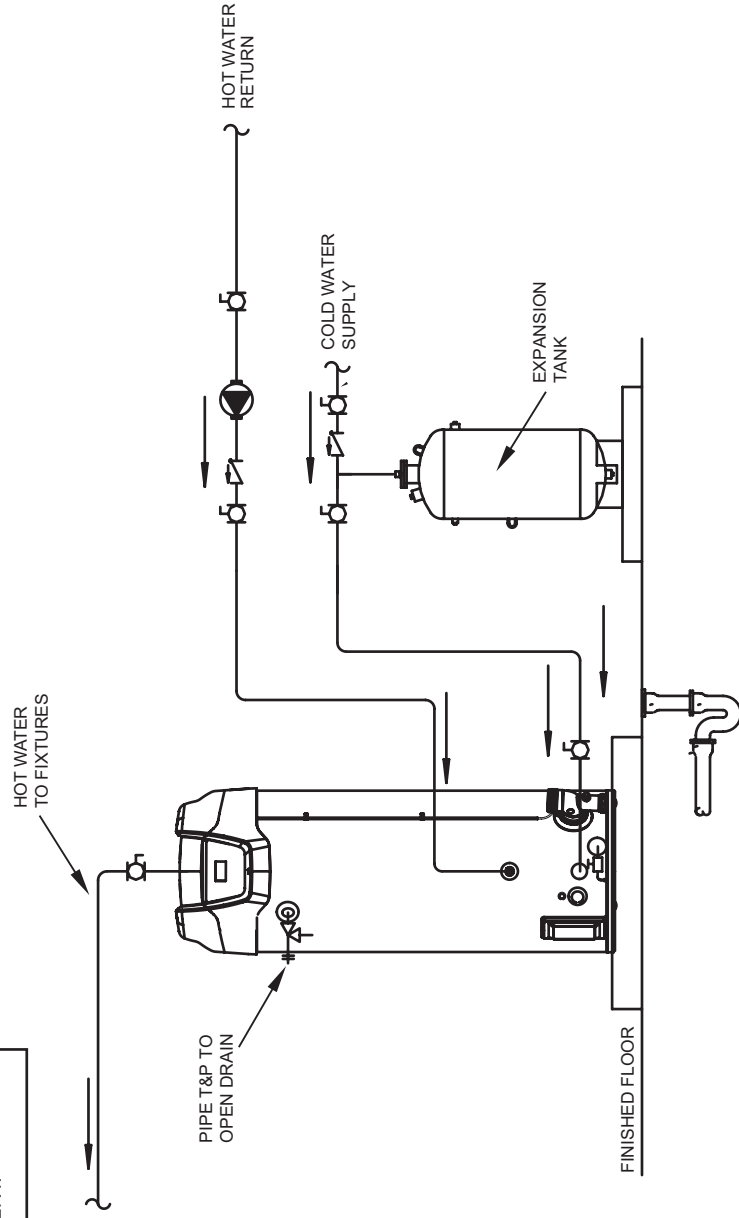 HOT WATER
TO FIXTURES
HOT WATER
RETURN
COLD WATER
SUPPLY
EXPANSION
TANK
PIPE T&P TO
OPEN DRAIN
FINISHED FLOOR